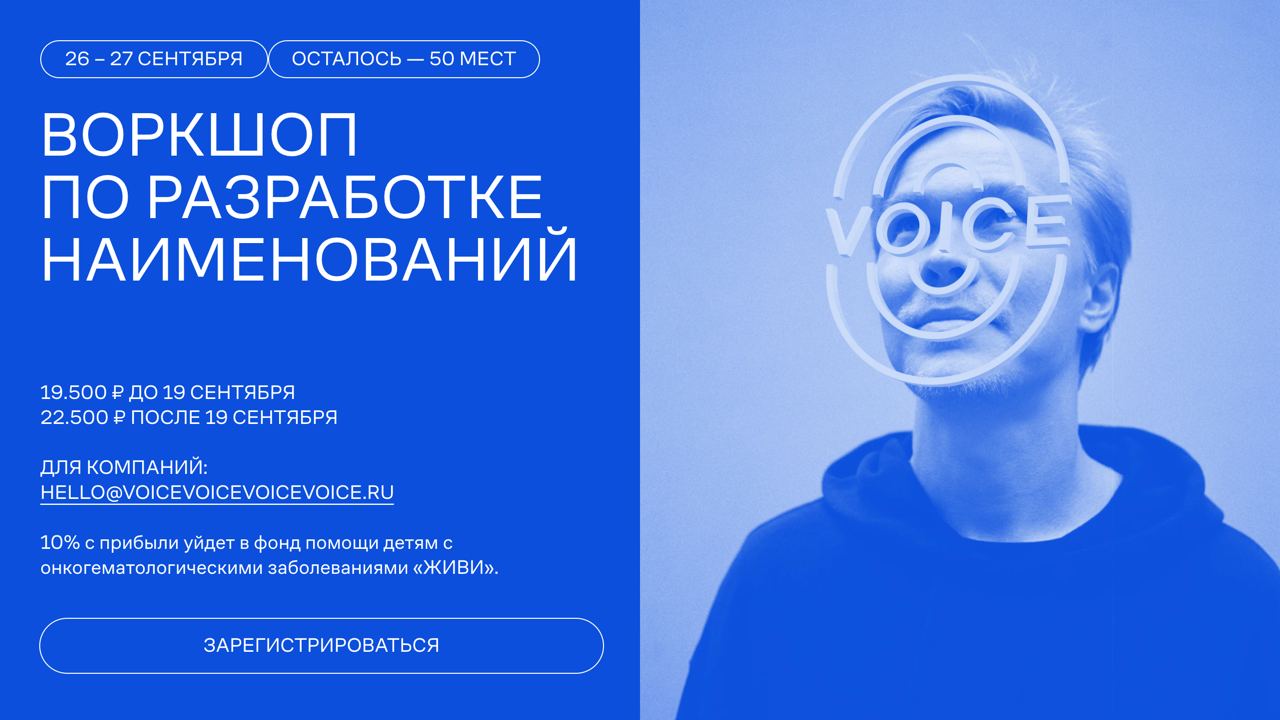 26 – 27 СЕНТЯБРЯ
ОСТАЛОСЬ — 50 МЕСТ
ВОРКШОП
ПО РАЗРАБОТКЕ
НАИМЕНОВАНИЙ
19.500 ₽ ДО 19 СЕНТЯБРЯ
22.500 ₽ ПОСЛЕ 19 СЕНТЯБРЯ
ДЛЯ КОМПАНИЙ:
HELLO@VOICEVOICEVOICEVOICE.RU
10% с прибыли уйдет в фонд помощи детям с
онкогематологическими заболеваниями «ЖИВИ».
ЗАРЕГИСТРИРОВАТЬСЯ
VOICE